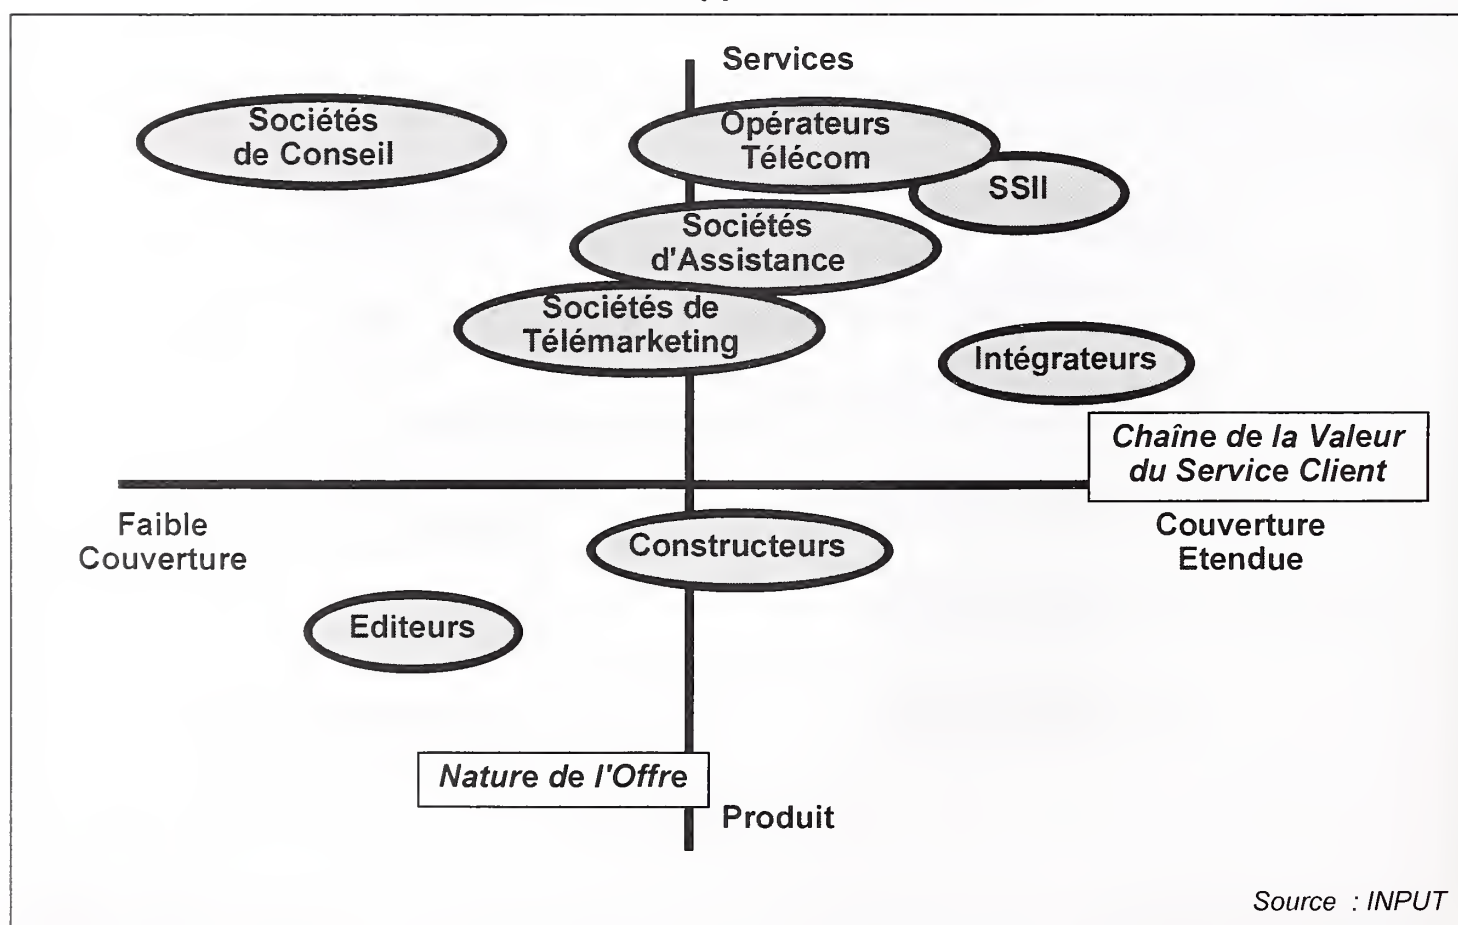 Services
Sociétés
de Conseil
Opérateurs
Télécom
SSII
Sociétés
d'Assistance
Sociétés de
Télémarketing
Intégrateurs
Chaîne de la Valeur
du Service Client
Faible
Couverture
Couverture
Etendue
Constructeurs
Editeurs
Nature de l'Offre
Produit
Source : INPUT